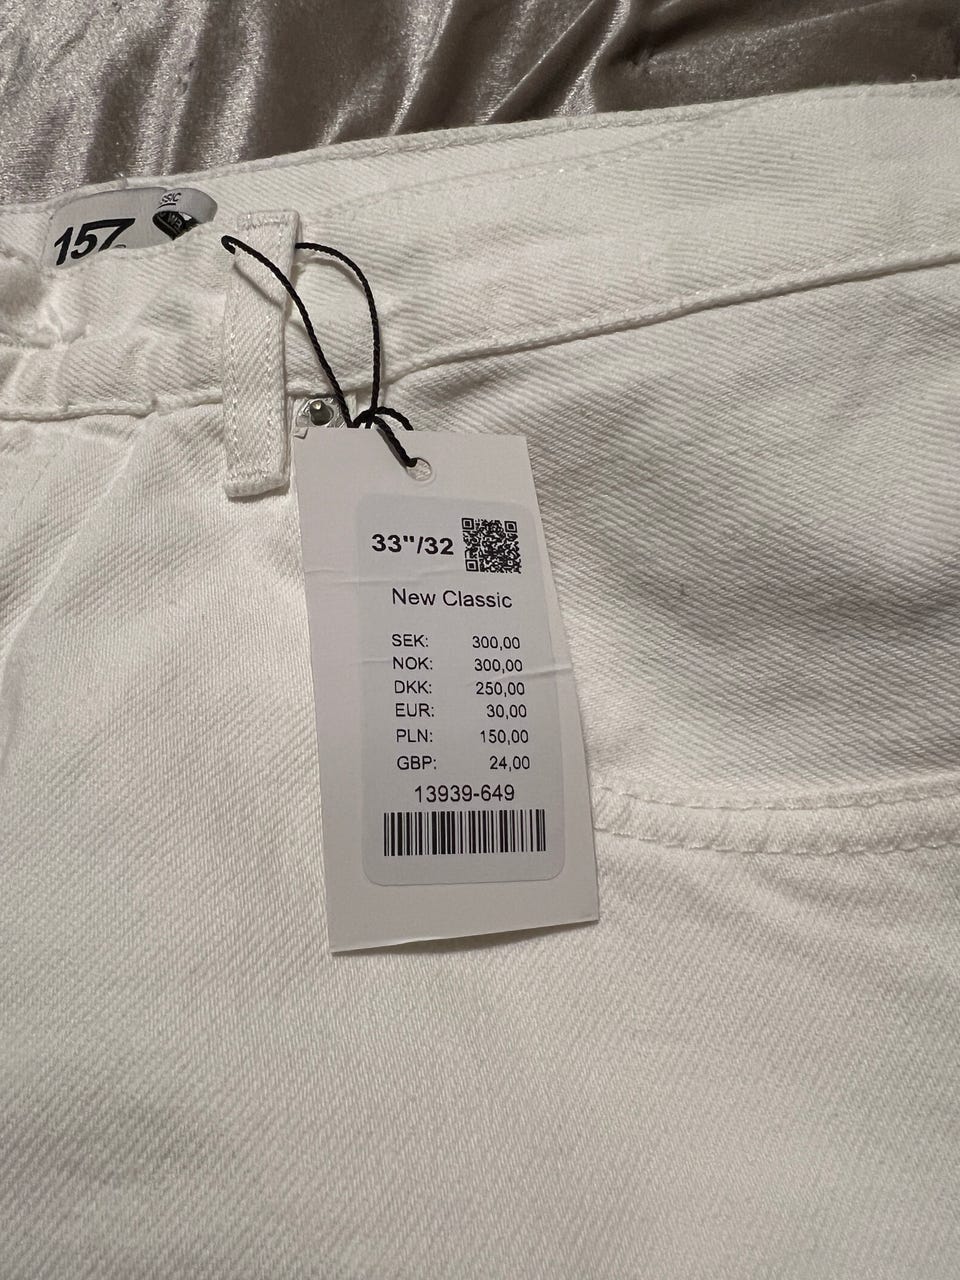 SSIC
157
33"/32
New Classic
SEK: 300,00
NOK: 300,00
DKK: 250,00
EUR: 30,00
PLN: 150,00
GBP: 24,00
13939-649